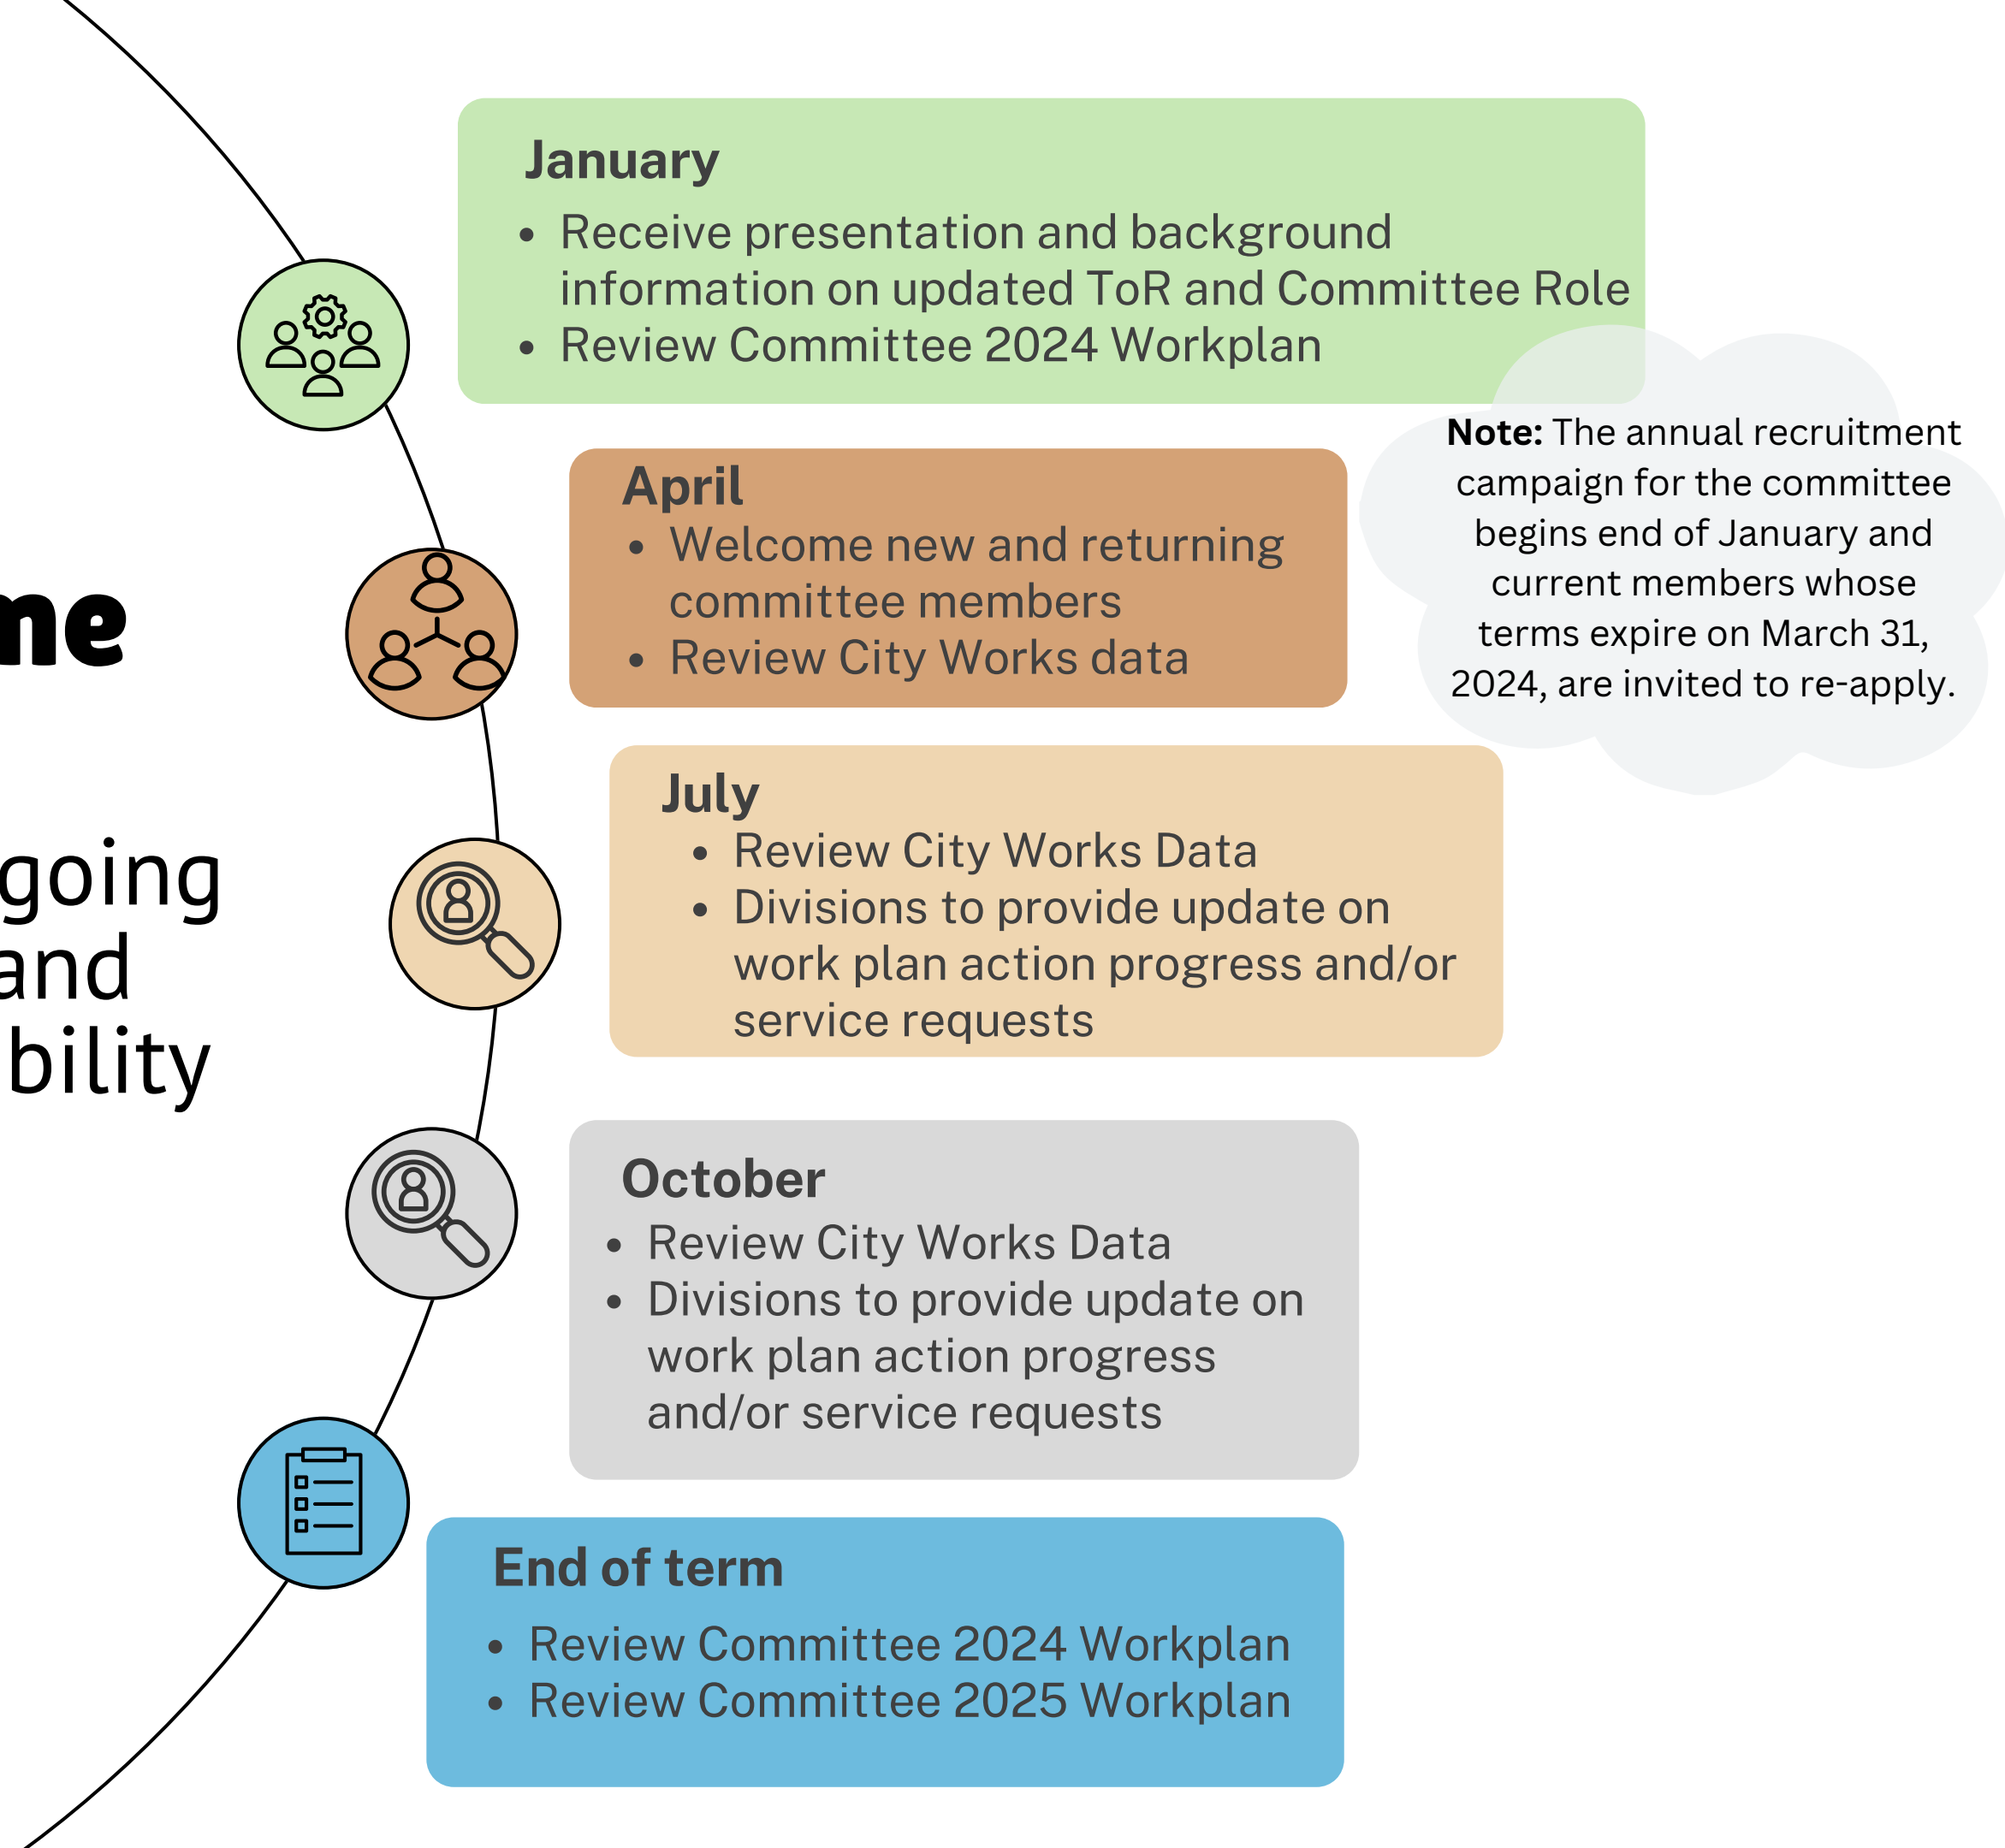 January
• Receive presentation and background
information on updated ToR and Committee Role
• Review Committee 2024 Workplan
Note: The annual recruitment
campaign for the committee
begins end of January and
current members whose
terms expire on March 31,
2024, are invited to re-apply.
April
• Welcome new and returning
committee members
• Review City Works data
me
going
and
bility
July
• Review City Works Data
• Divisions to provide update on
work plan action progress and/or
service requests
October
• Review City Works Data
• Divisions to provide update on
work plan action progress
and/or service requests
End of term
• Review Committee 2024 Workplan
• Review Committee 2025 Workplan